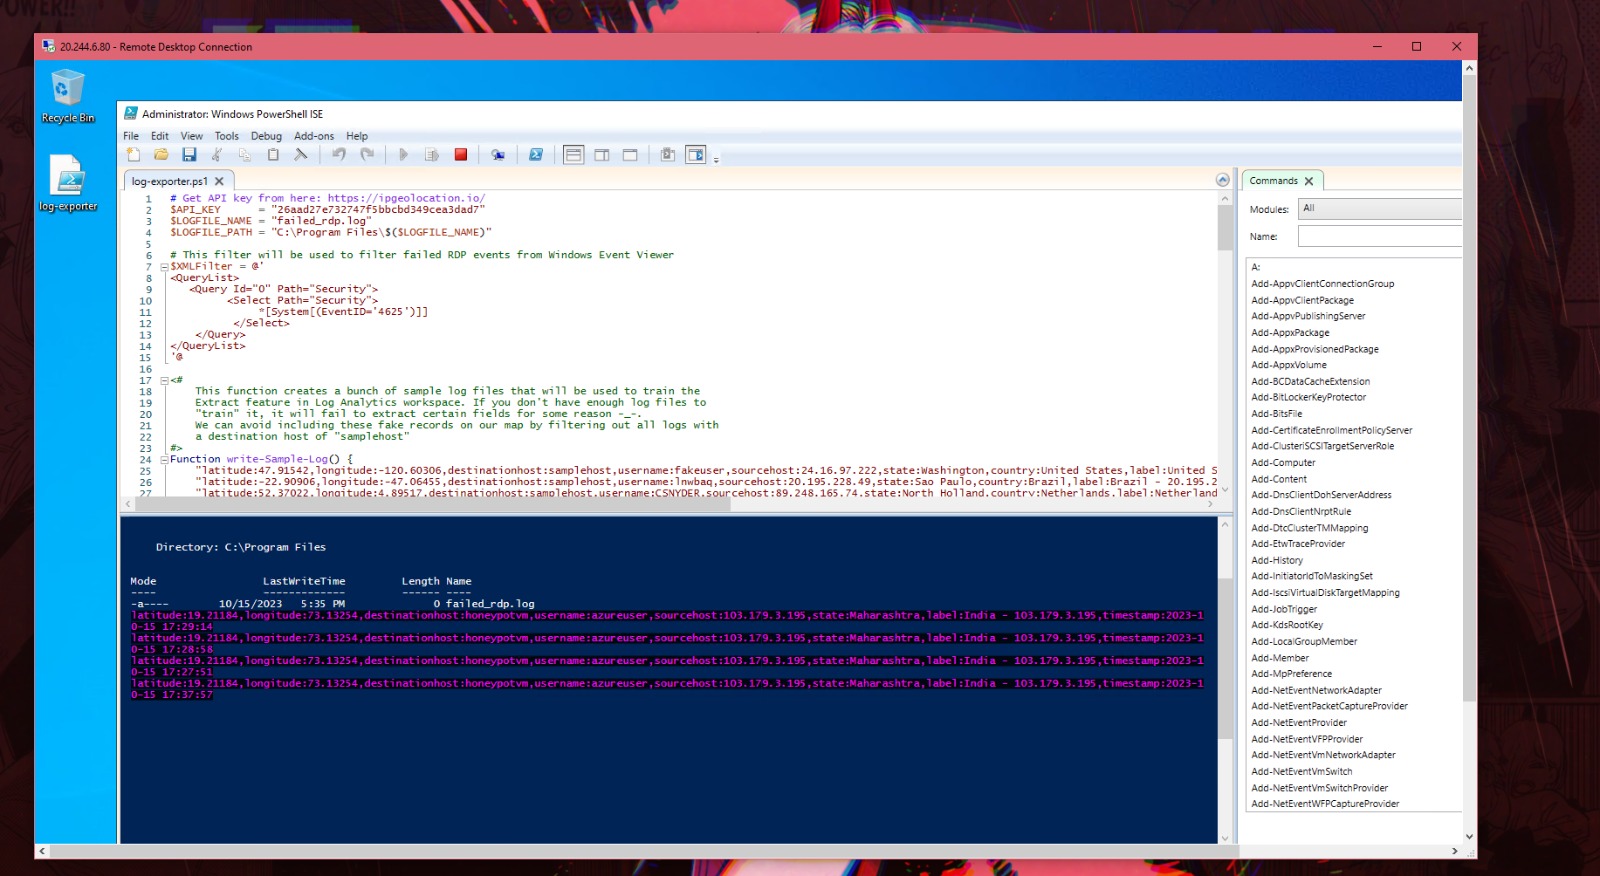 POWER!!
20.244.6.80 - Remote Desktop Connection
Recycle Bin
log-exporter
Administrator: Windows PowerShell ISE
File Edit View Tools Debug Add-ons Help
log-exporter.ps1
1 # Get API key from here: https://ipgeolocation.io/
2 $API_KEY = "26aad27e732747f5bbcbd349cea3dad7"
3 $LOGFILE_NAME = "failed_rdp.log"
4 $LOGFILE_PATH = "C:\Program Files\$($LOGFILE_NAME)"
5
6 # This filter will be used to filter failed RDP events from Windows Event Viewer
7 $XMLFilter = @'
8 <QueryList>
9 <Query Id="0" Path="Security">
10 <Select Path="Security">
11 *[System[(EventID='4625')]]
12 </Select>
13 </Query>
14 </QueryList>
15 '@
16
17 <#
18 This function creates a bunch of sample log files that will be used to train the
19 Extract feature in Log Analytics workspace. If you don't have enough log files to
20 "train" it, it will fail to extract certain fields for some reason -_-.
21 We can avoid including these fake records on our map by filtering out all logs with
22 a destination host of "samplehost"
23 #>
24 Function write-Sample-Log() {
25 "latitude:47.91542,longitude:-120.60306,destinationhost:samplehost,username:fakeuser,sourcehost:24.16.97.222,state:Washington,country:United States,label:United S
26 "latitude:-22.90906,longitude:-47.06455,destinationhost:samplehost,username:lnwbaq,sourcehost:20.195.228.49,state:Sao Paulo,country:Brazil,label:Brazil - 20.195.2
27 "latitude:52.37022,longitude:4.89517,destinationhost:samplehost,username:CSNYDER,sourcehost:89.248.165.74,state:North Holland,country:Netherlands,label:Netherland
Directory: C:\Program Files
Mode LastWriteTime Length Name
---- ------------- ------ ----
-a---- 10/15/2023 5:35 PM 0 failed_rdp.log
latitude:19.21184,longitude:73.13254,destinationhost:honeypotvm,username:azureuser,sourcehost:103.179.3.195,state:Maharashtra,label:India - 103.179.3.195,timestamp:2023-1
0-15 17:29:14
latitude:19.21184,longitude:73.13254,destinationhost:honeypotvm,username:azureuser,sourcehost:103.179.3.195,state:Maharashtra,label:India - 103.179.3.195,timestamp:2023-1
0-15 17:28:58
latitude:19.21184,longitude:73.13254,destinationhost:honeypotvm,username:azureuser,sourcehost:103.179.3.195,state:Maharashtra,label:India - 103.179.3.195,timestamp:2023-1
0-15 17:27:51
latitude:19.21184,longitude:73.13254,destinationhost:honeypotvm,username:azureuser,sourcehost:103.179.3.195,state:Maharashtra,label:India - 103.179.3.195,timestamp:2023-1
0-15 17:37:57
Commands
Modules: All
Name:
A:
Add-AppvClientConnectionGroup
Add-AppvClientPackage
Add-AppvPublishingServer
Add-AppxPackage
Add-AppxProvisionedPackage
Add-AppxVolume
Add-BCDataCacheExtension
Add-BitLockerKeyProtector
Add-BitsFile
Add-CertificateEnrollmentPolicyServer
Add-ClusteriSCSITargetServerRole
Add-Computer
Add-Content
Add-DnsClientDohServerAddress
Add-DnsClientNrptRule
Add-DtcClusterTMMapping
Add-EtwTraceProvider
Add-History
Add-InitiatorIdToMaskingSet
Add-IscsiVirtualDiskTargetMapping
Add-JobTrigger
Add-KdsRootKey
Add-LocalGroupMember
Add-Member
Add-MpPreference
Add-NetEventNetworkAdapter
Add-NetEventPacketCaptureProvider
Add-NetEventProvider
Add-NetEventVFPProvider
Add-NetEventVmNetworkAdapter
Add-NetEventVmSwitch
Add-NetEventVmSwitchProvider
Add-NetEventWFPCaptureProvider